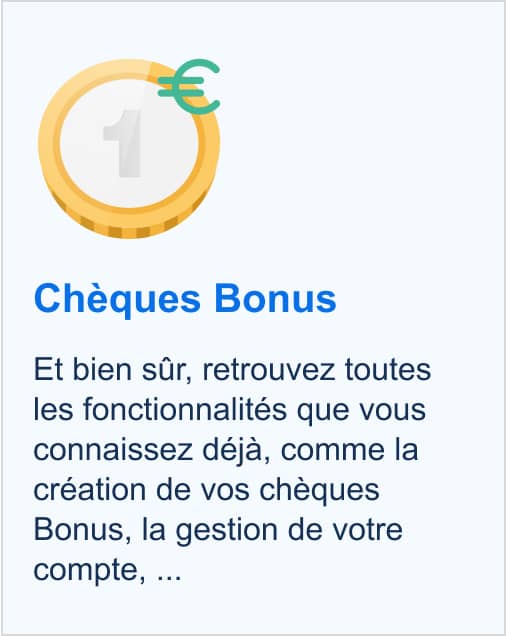 1€
Chèques Bonus
Et bien sûr, retrouvez toutes
les fonctionnalités que vous
connaissez déjà, comme la
création de vos chèques
Bonus, la gestion de votre
compte, ...